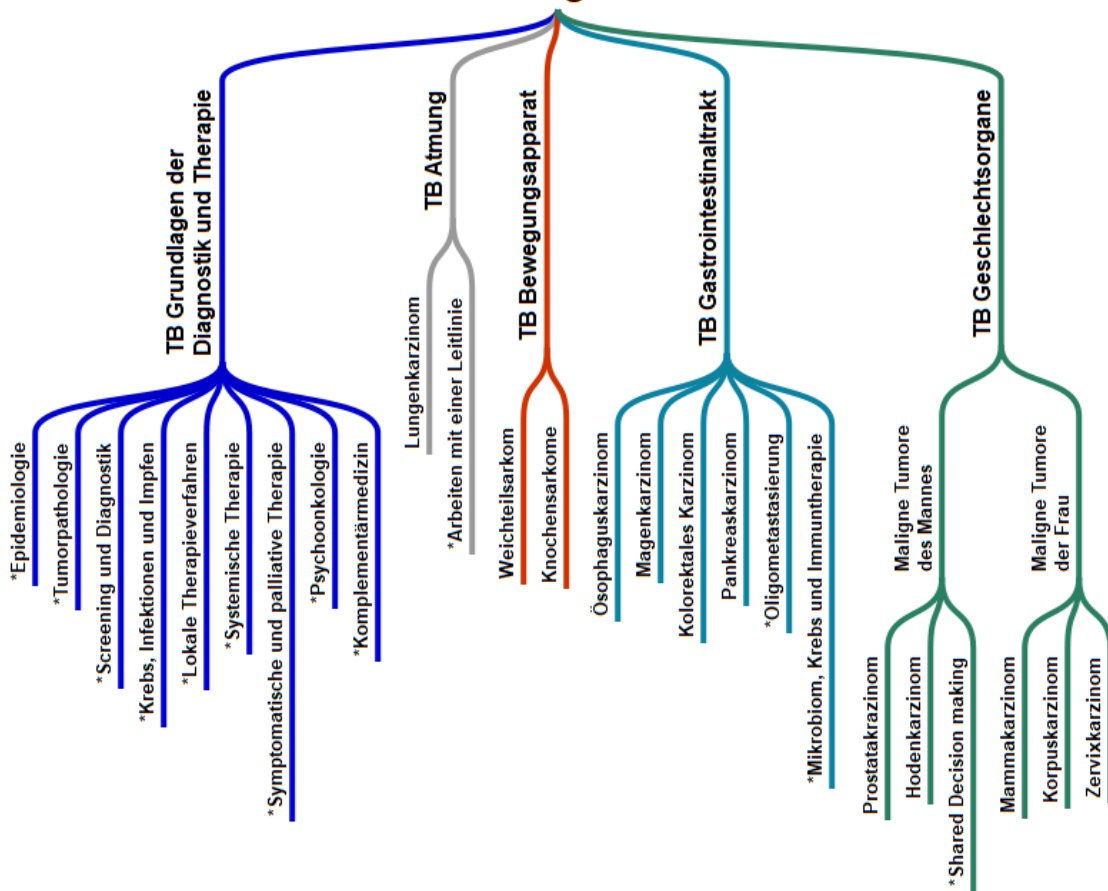 TB Grundlagen der
Diagnostik und Therapie
*Epidemiologie
*Tumorpathologie
*Screening und Diagnostik
*Krebs, Infektionen und Impfen
*Lokale Therapieverfahren
*Systemische Therapie
*Symptomatische und palliative Therapie
*Psychoonkologie
*Komplementärmedizin
TB Atmung
Lungenkarzinom
*Arbeiten mit einer Leitlinie
TB Bewegungsapparat
Weichteilsarkom
Knochensarkome
TB Gastrointestinaltrakt
Ösophaguskarzinom
Magenkarzinom
Kolorektales Karzinom
Pankreaskarzinom
*Oligometastasierung
*Mikrobiom, Krebs und Immuntherapie
TB Geschlechtsorgane
Maligne Tumore
des Mannes
Prostatakrazinom
Hodenkarzinom
*Shared Decision making
Maligne Tumore
der Frau
Mammakarzinom
Korpuskarzinom
Zervixkarzinom